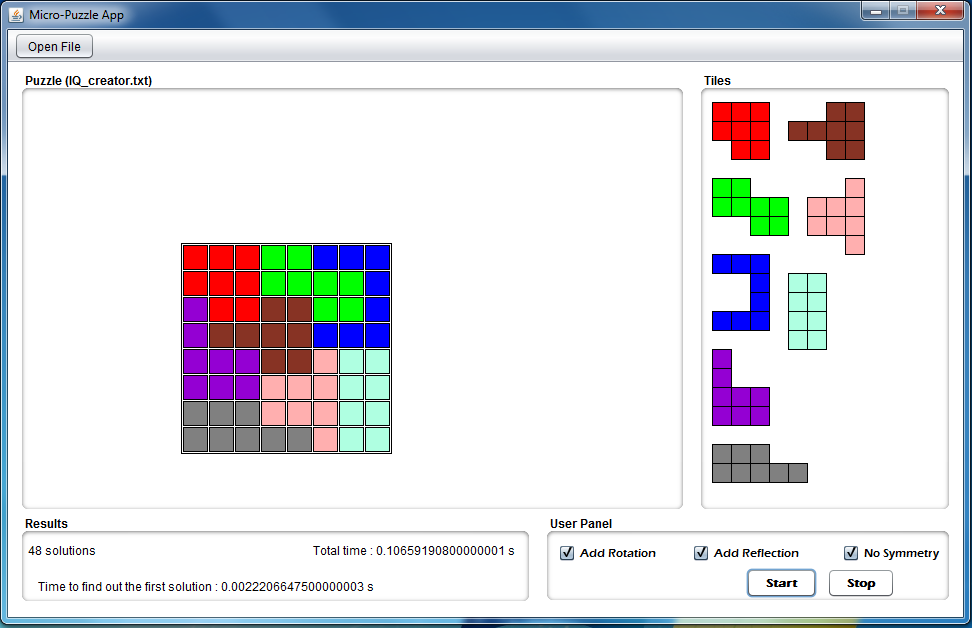 Micro-Puzzle App
Open File
Puzzle (IQ_creator.txt)
Tiles
Results
48 solutions
Total time : 0.10659190800000001 s
Time to find out the first solution : 0.0022206647500000003 s
User Panel
Add Rotation
Add Reflection
No Symmetry
Start
Stop